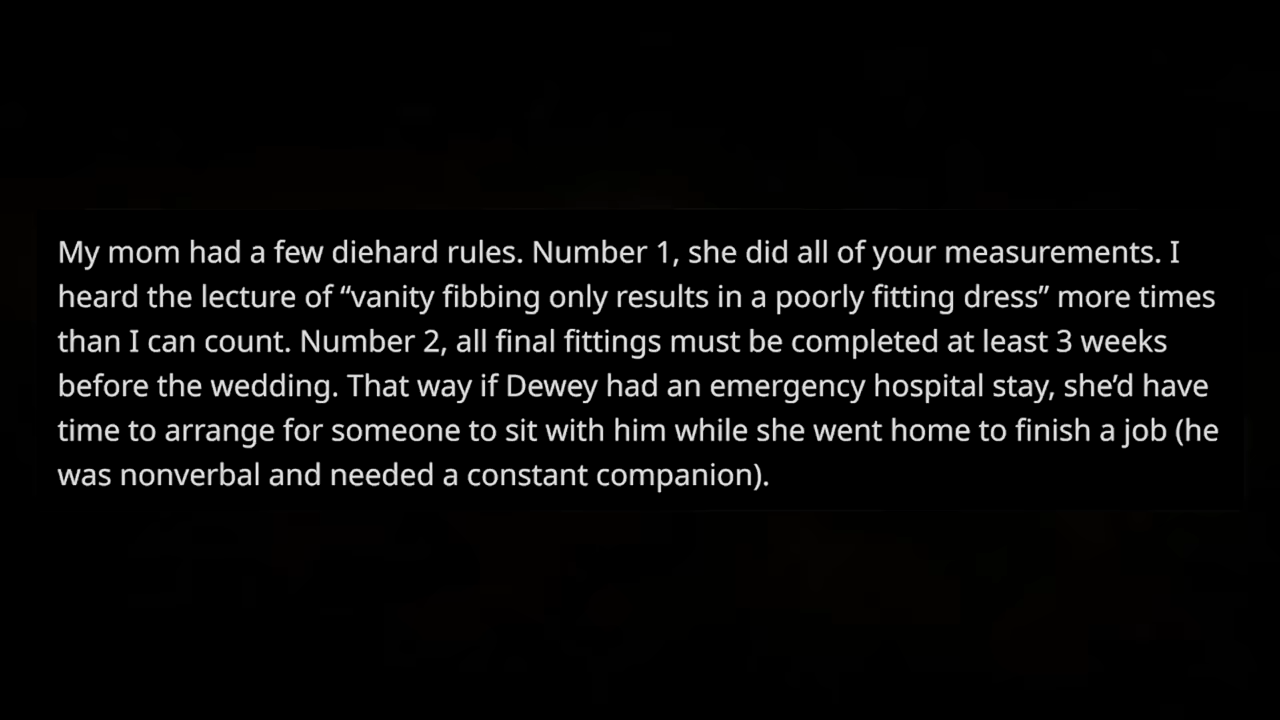 My mom had a few diehard rules. Number 1, she did all of your measurements. I
heard the lecture of “vanity fibbing only results in a poorly fitting dress” more times
than I can count. Number 2, all final fittings must be completed at least 3 weeks
before the wedding. That way if Dewey had an emergency hospital stay, she’d have
time to arrange for someone to sit with him while she went home to finish a job (he
was nonverbal and needed a constant companion).